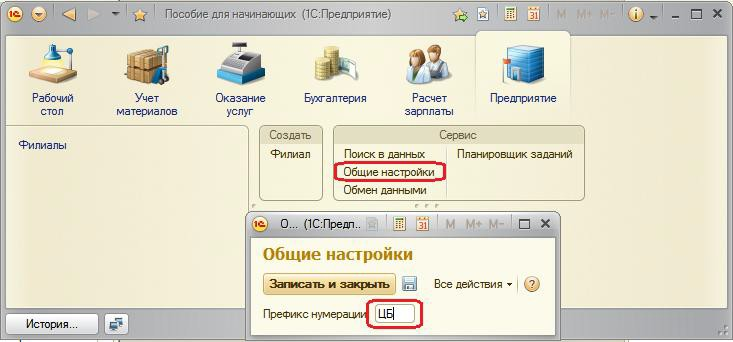 Пособие для начинающих (1С:Предприятие)
M M+ M-
Рабочий стол
Учет материалов
Оказание услуг
Бухгалтерия
Расчет зарплаты
Предприятие
Филиалы
Создать
Филиал
Сервис
Поиск в данных
Планировщик заданий
Общие настройки
Обмен данными
О... (1С:Предп...
M M+ M-
Общие настройки
Записать и закрыть
Все действия
Префикс нумерации
ЦБ
История...